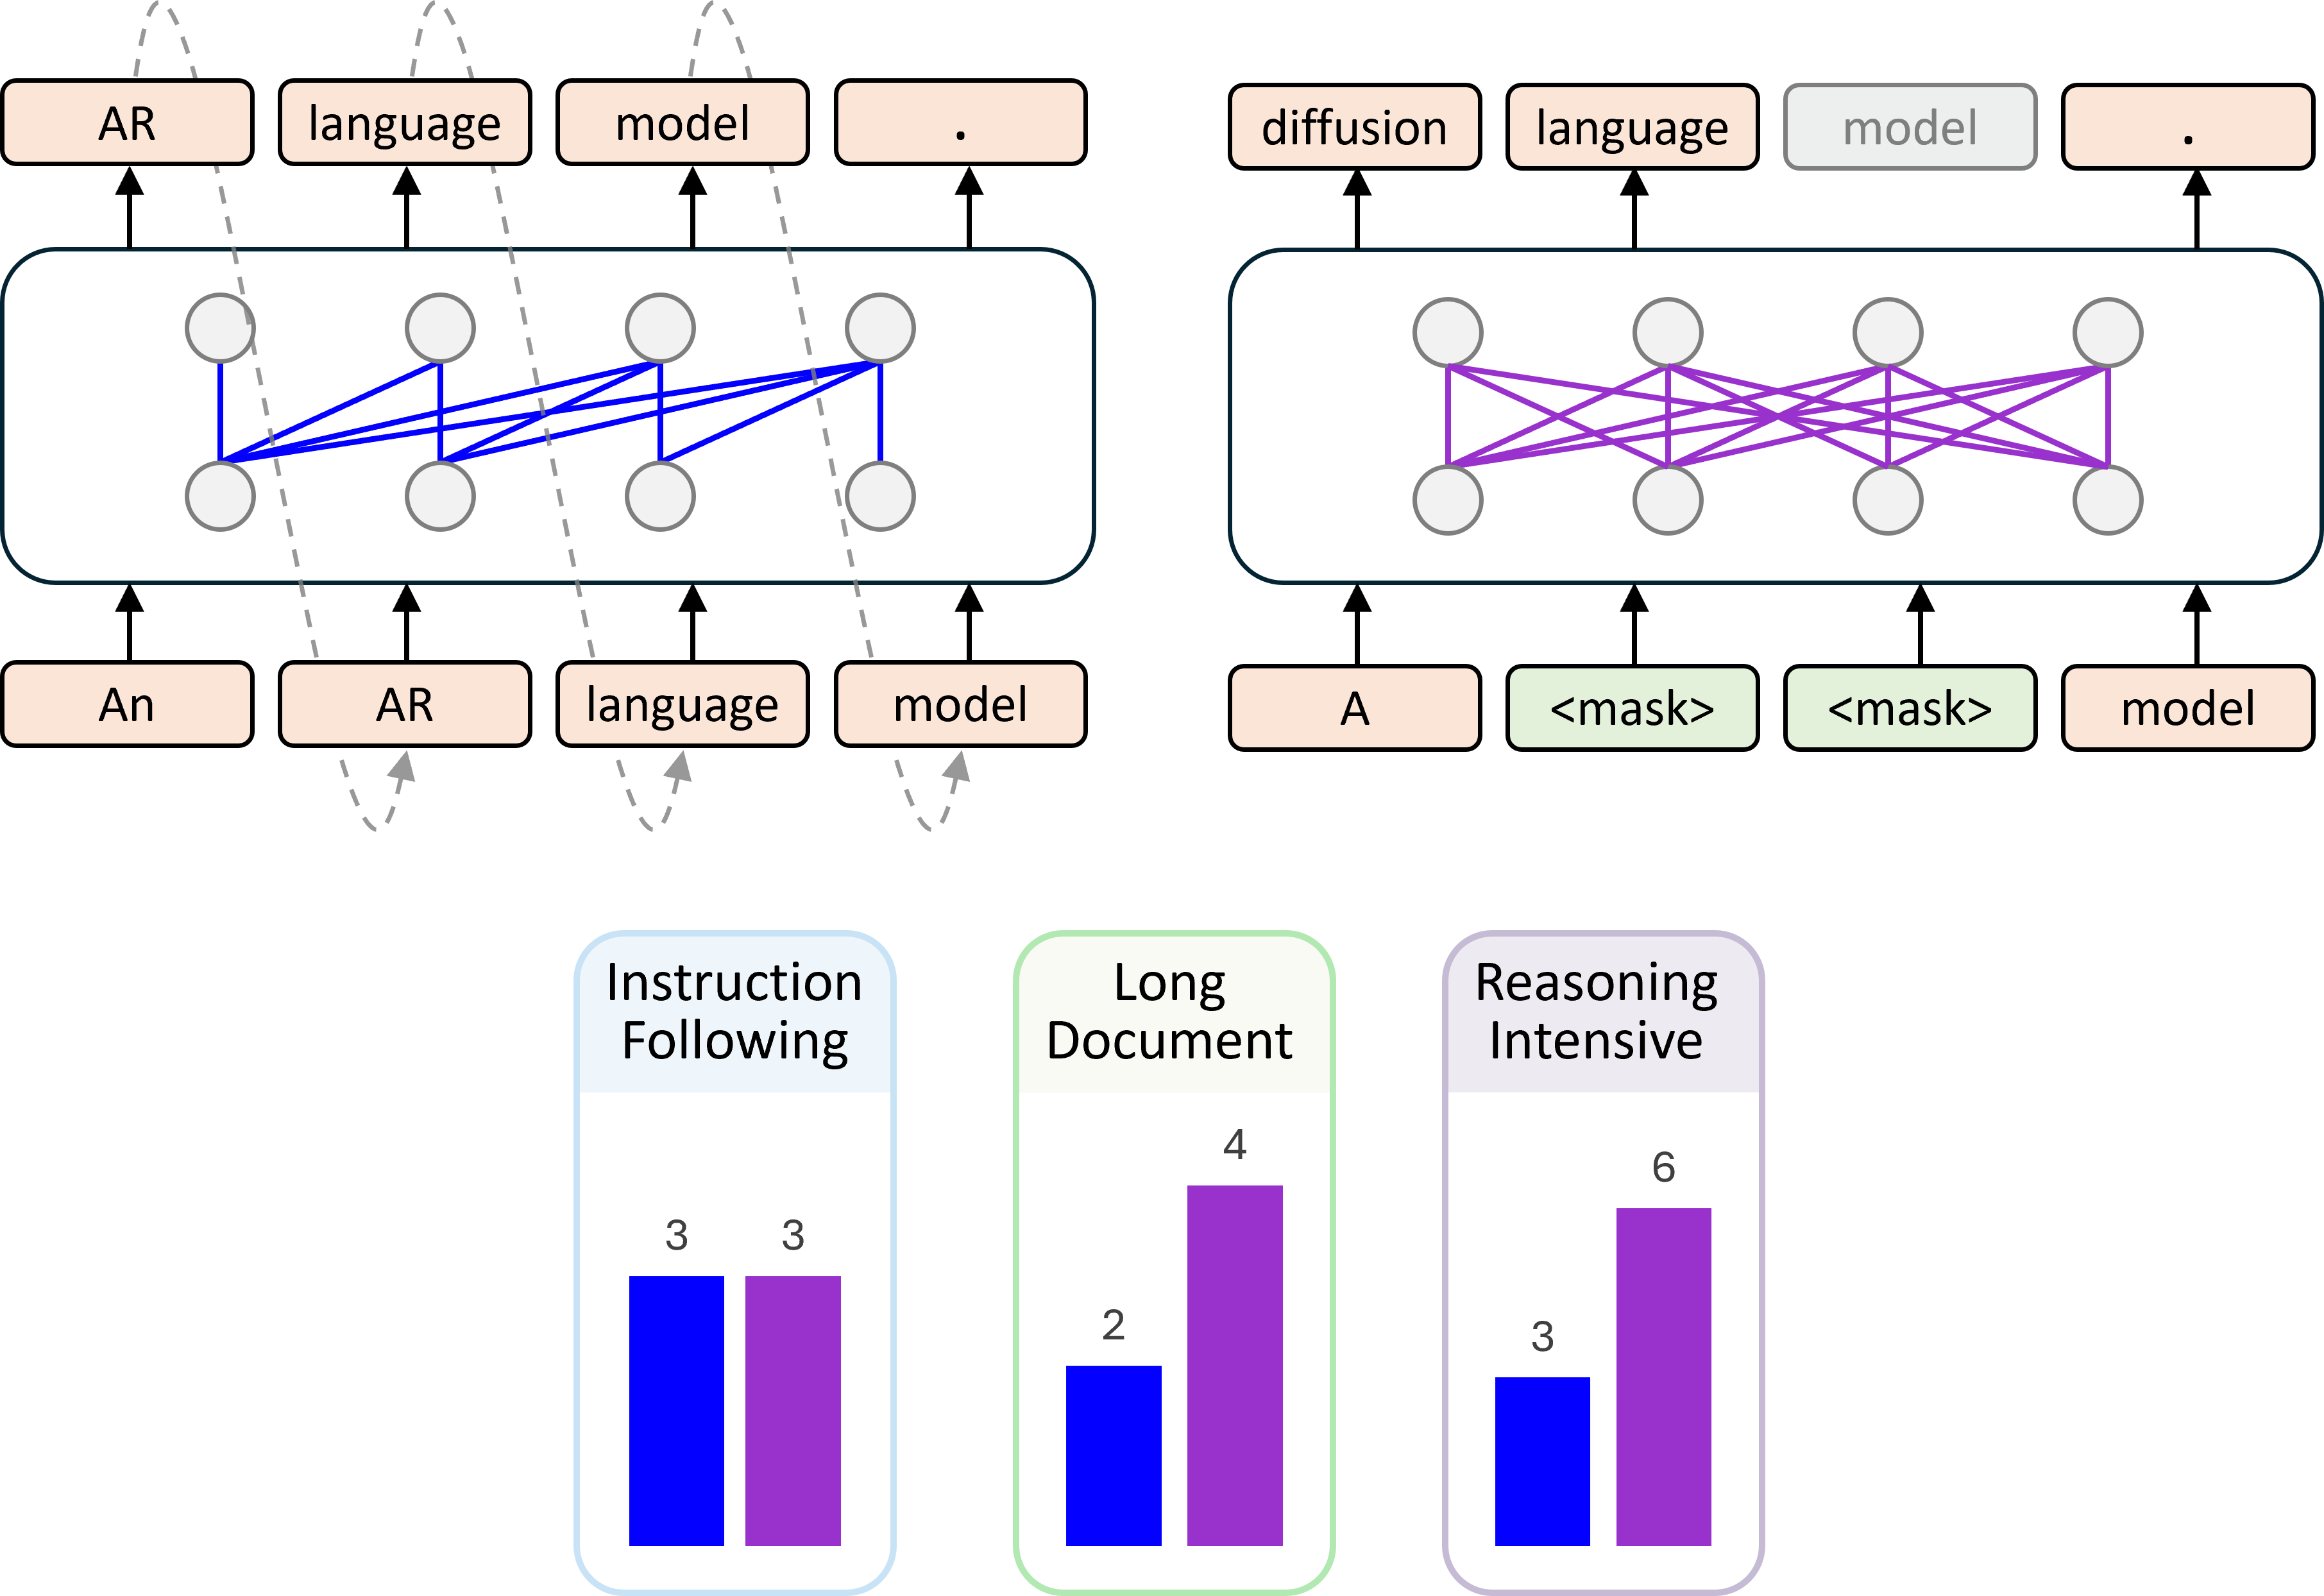 AR language model .
diffusion language model .
An AR language model
A <mask> <mask> model
Instruction
Following
3 3
Long
Document
2 4
Reasoning
Intensive
3 6